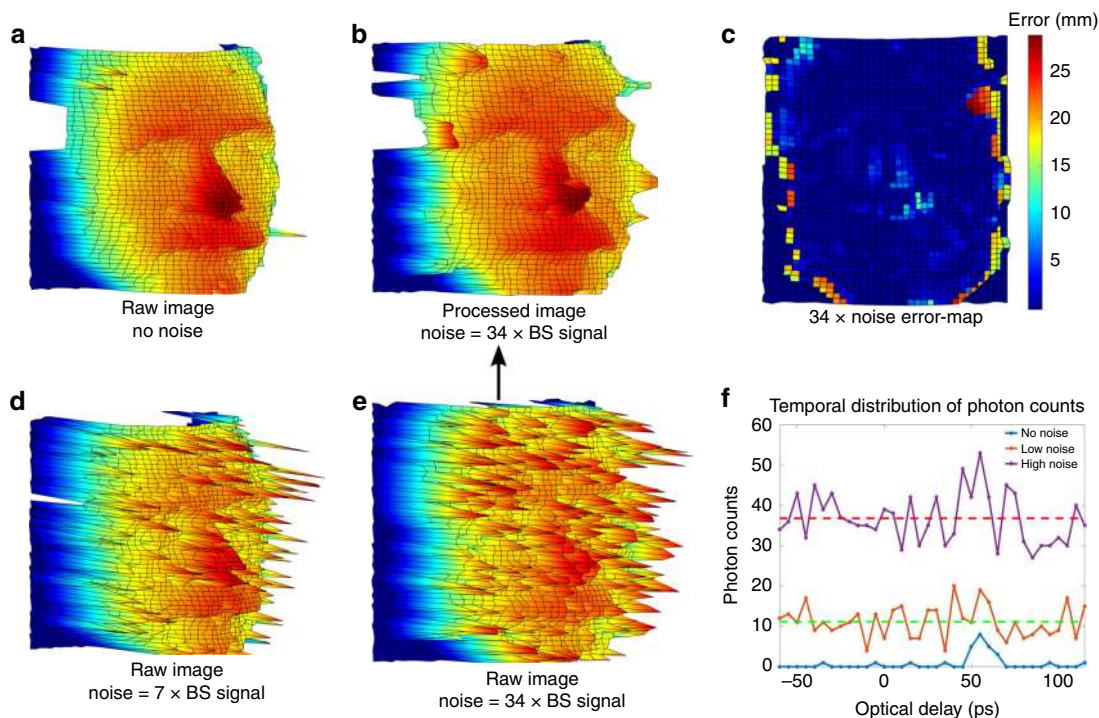 a
Raw image
no noise
b
Processed image
noise = 34 × BS signal
c
Error (mm)
25
20
15
10
5
34 × noise error-map
d
Raw image
noise = 7 × BS signal
e
Raw image
noise = 34 × BS signal
f
Temporal distribution of photon counts
No noise
Low noise
High noise
60
50
40
30
20
10
0
Photon counts
–50 0 50 100
Optical delay (ps)